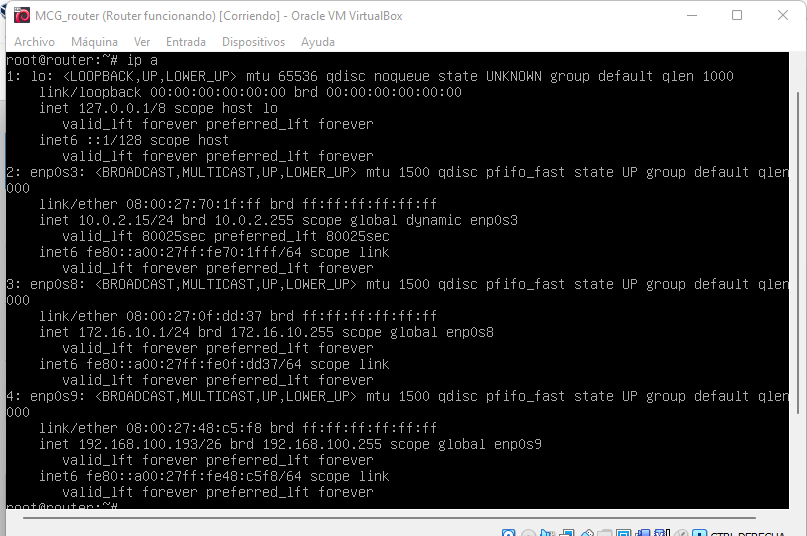 MCG_router (Router funcionando) [Corriendo] - Oracle VM VirtualBox
Archivo Máquina Ver Entrada Dispositivos Ayuda
root@router:~# ip a
1: lo: <LOOPBACK,UP,LOWER_UP> mtu 65536 qdisc noqueue state UNKNOWN group default qlen 1000
    link/loopback 00:00:00:00:00:00 brd 00:00:00:00:00:00
    inet 127.0.0.1/8 scope host lo
       valid_lft forever preferred_lft forever
    inet6 ::1/128 scope host
       valid_lft forever preferred_lft forever
2: enp0s3: <BROADCAST,MULTICAST,UP,LOWER_UP> mtu 1500 qdisc pfifo_fast state UP group default qlen
000
    link/ether 08:00:27:70:1f:ff brd ff:ff:ff:ff:ff:ff
    inet 10.0.2.15/24 brd 10.0.2.255 scope global dynamic enp0s3
       valid_lft 80025sec preferred_lft 80025sec
    inet6 fe80::a00:27ff:fe70:1fff/64 scope link
       valid_lft forever preferred_lft forever
3: enp0s8: <BROADCAST,MULTICAST,UP,LOWER_UP> mtu 1500 qdisc pfifo_fast state UP group default qlen
000
    link/ether 08:00:27:0f:dd:37 brd ff:ff:ff:ff:ff:ff
    inet 172.16.10.1/24 brd 172.16.10.255 scope global enp0s8
       valid_lft forever preferred_lft forever
    inet6 fe80::a00:27ff:fe0f:dd37/64 scope link
       valid_lft forever preferred_lft forever
4: enp0s9: <BROADCAST,MULTICAST,UP,LOWER_UP> mtu 1500 qdisc pfifo_fast state UP group default qlen
000
    link/ether 08:00:27:48:c5:f8 brd ff:ff:ff:ff:ff:ff
    inet 192.168.100.193/26 brd 192.168.100.255 scope global enp0s9
       valid_lft forever preferred_lft forever
    inet6 fe80::a00:27ff:fe48:c5f8/64 scope link
       valid_lft forever preferred_lft forever
root@router:~#
CTRL DERECHA